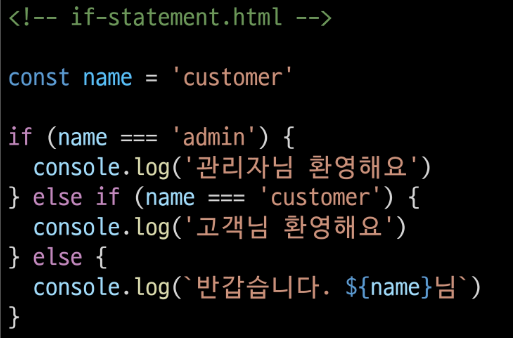 <!-- if-statement.html -->
const name = 'customer'
if (name === 'admin') {
  console.log('관리자님 환영해요')
} else if (name === 'customer') {
  console.log('고객님 환영해요')
} else {
  console.log(`반갑습니다. ${name}님`)
}